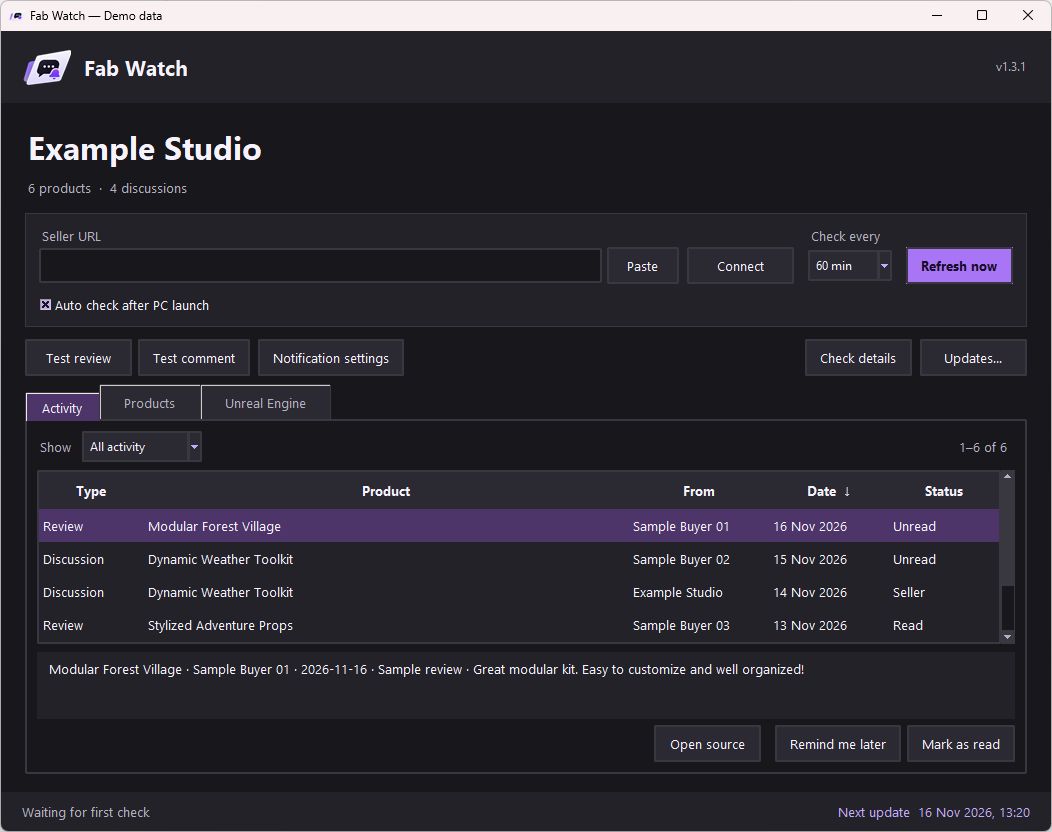 Fab Watch — Demo data
Fab Watch
v1.3.1
Example Studio
6 products · 4 discussions
Seller URL
Check every
Paste
Connect
60 min
Refresh now
Auto check after PC launch
Test review
Test comment
Notification settings
Check details
Updates...
Activity
Products
Unreal Engine
Show
All activity
1–6 of 6
Type Product From Date ↓ Status
Review Modular Forest Village Sample Buyer 01 16 Nov 2026 Unread
Discussion Dynamic Weather Toolkit Sample Buyer 02 15 Nov 2026 Unread
Discussion Dynamic Weather Toolkit Example Studio 14 Nov 2026 Seller
Review Stylized Adventure Props Sample Buyer 03 13 Nov 2026 Read
Modular Forest Village · Sample Buyer 01 · 2026-11-16 · Sample review · Great modular kit. Easy to customize and well organized!
Open source
Remind me later
Mark as read
Waiting for first check
Next update 16 Nov 2026, 13:20